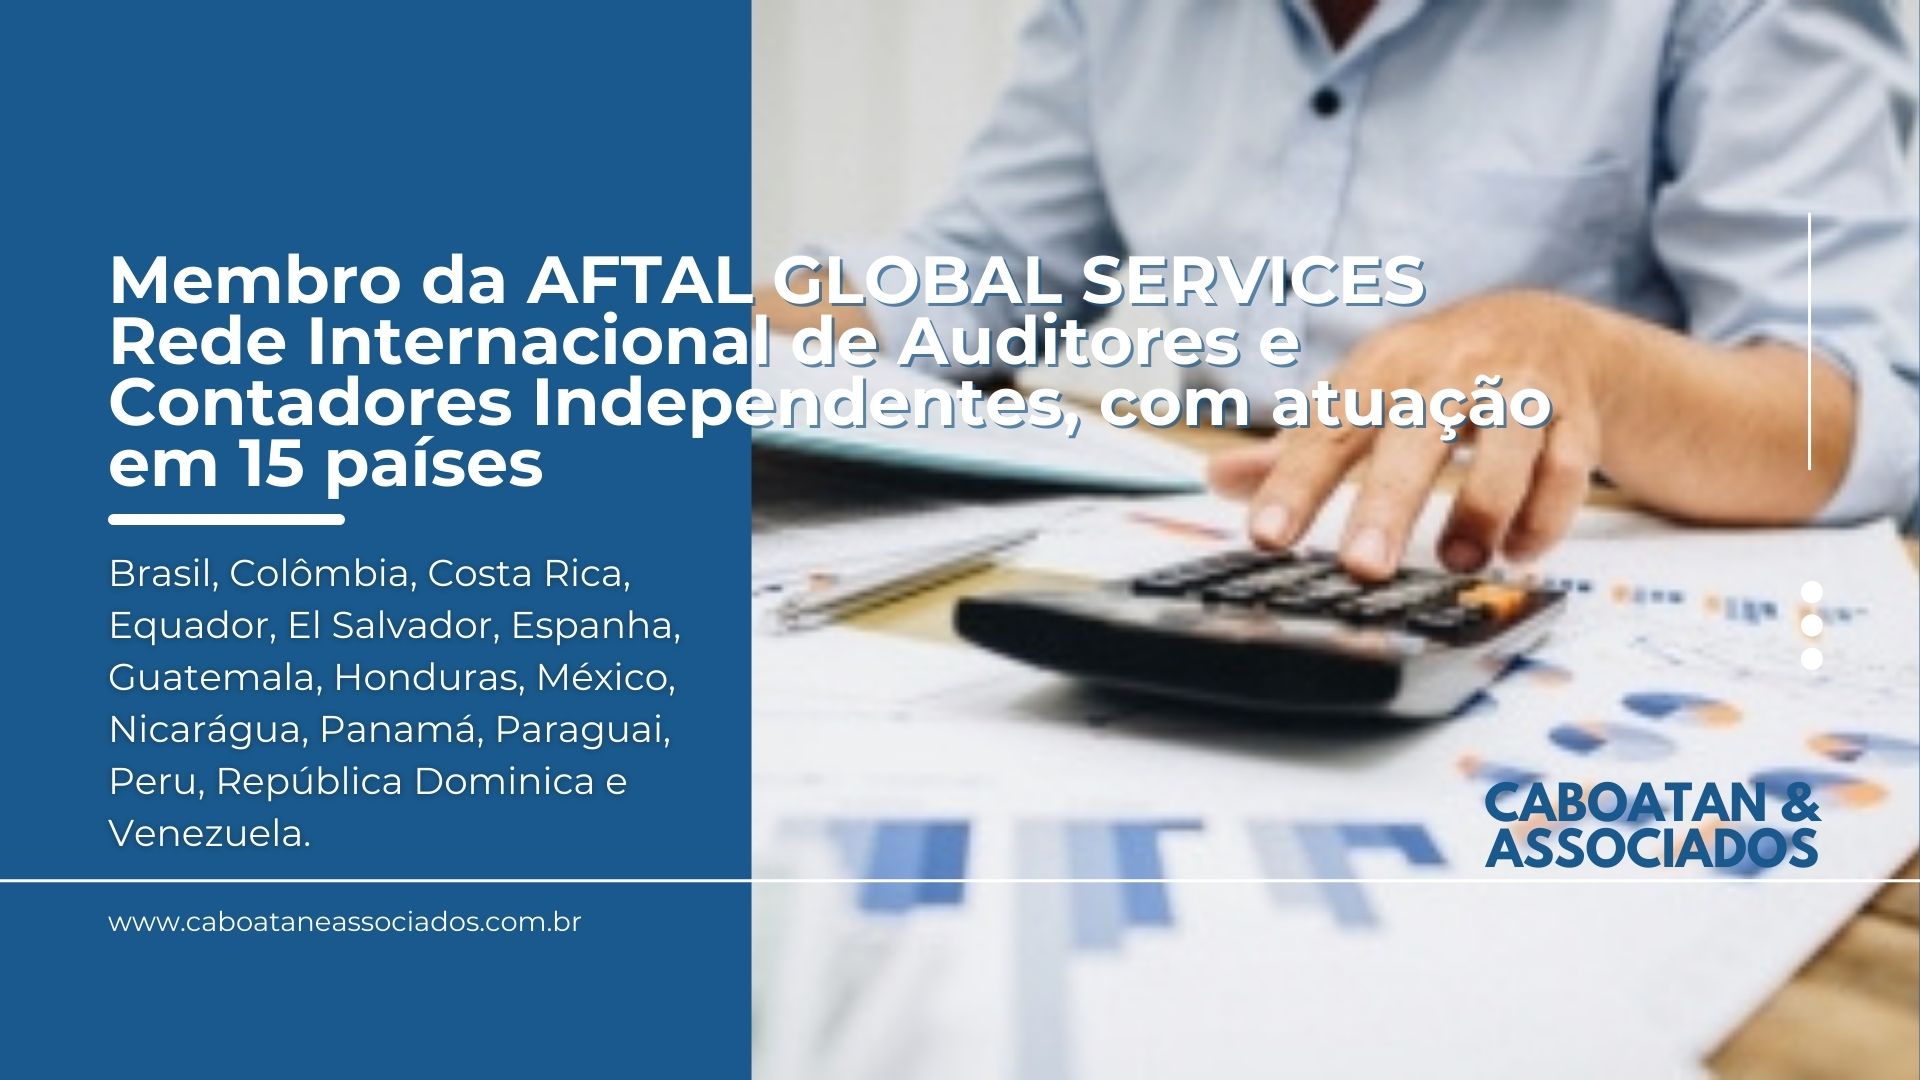 Membro da AFTAL GLOBAL SERVICES
Rede Internacional de Auditores e
Contadores Independentes, com atuação
em 15 países
Brasil, Colômbia, Costa Rica,
Equador, El Salvador, Espanha,
Guatemala, Honduras, México,
Nicarágua, Panamá, Paraguai,
Peru, República Dominica e
Venezuela.
CABOATAN &
ASSOCIADOS
www.caboataneassociados.com.br